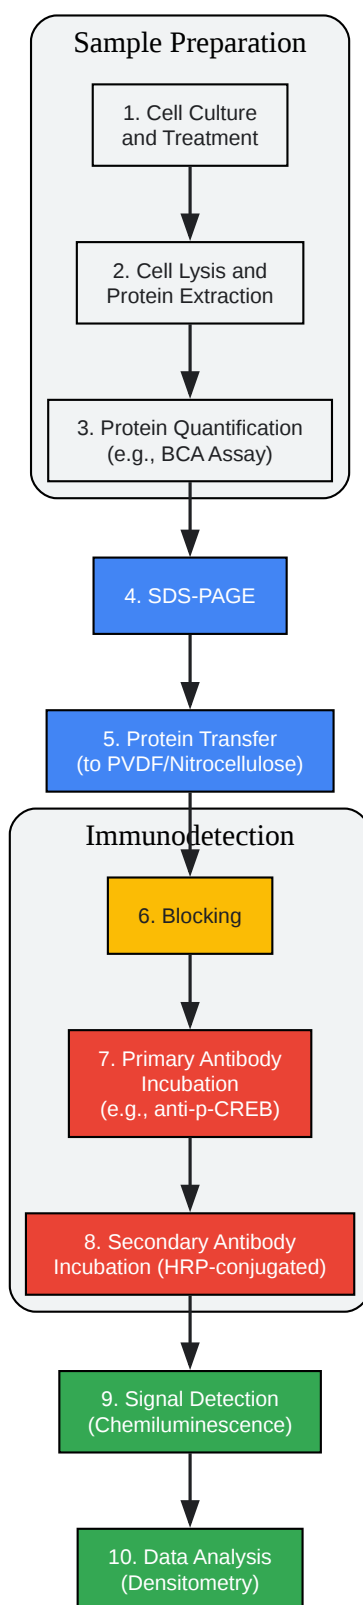 Sample Preparation
1. Cell Culture
and Treatment
2. Cell Lysis and
Protein Extraction
3. Protein Quantification
(e.g., BCA Assay)
4. SDS-PAGE
5. Protein Transfer
(to PVDF/Nitrocellulose)
Immunodetection
6. Blocking
7. Primary Antibody
Incubation
(e.g., anti-p-CREB)
8. Secondary Antibody
Incubation (HRP-conjugated)
9. Signal Detection
(Chemiluminescence)
10. Data Analysis
(Densitometry)